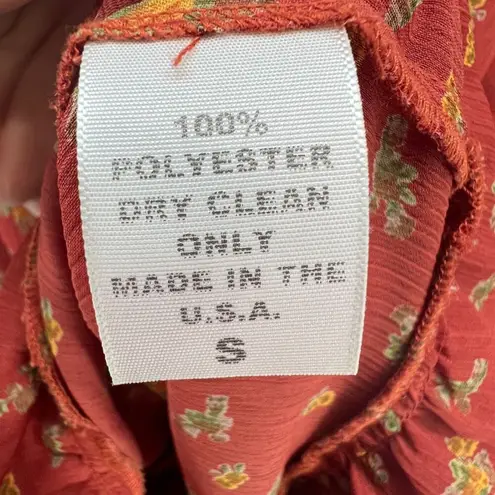 100%
POLYESTER
DRY CLEAN
ONLY
MADE IN THE
U.S.A.
S